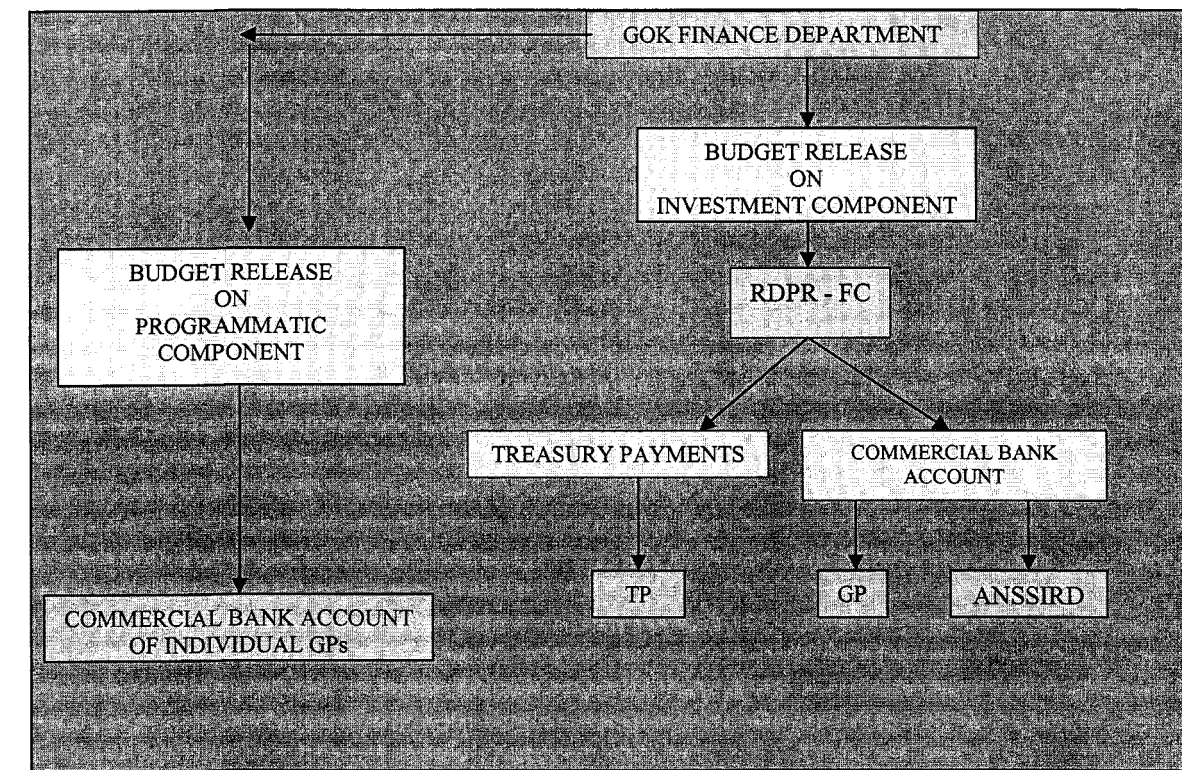 GOK FINANCE DEPARTMENT
BUDGET RELEASE
ON
INVESTMENT COMPONENT
BUDGET RELEASE
ON
PROGRAMMATIC
COMPONENT
RDPR - FC
TREASURY PAYMENTS
COMMERCIAL BANK
ACCOUNT
TP
GP
ANSSIRD
COMMERCIAL BANK ACCOUNT
OF INDIVIDUAL GPs